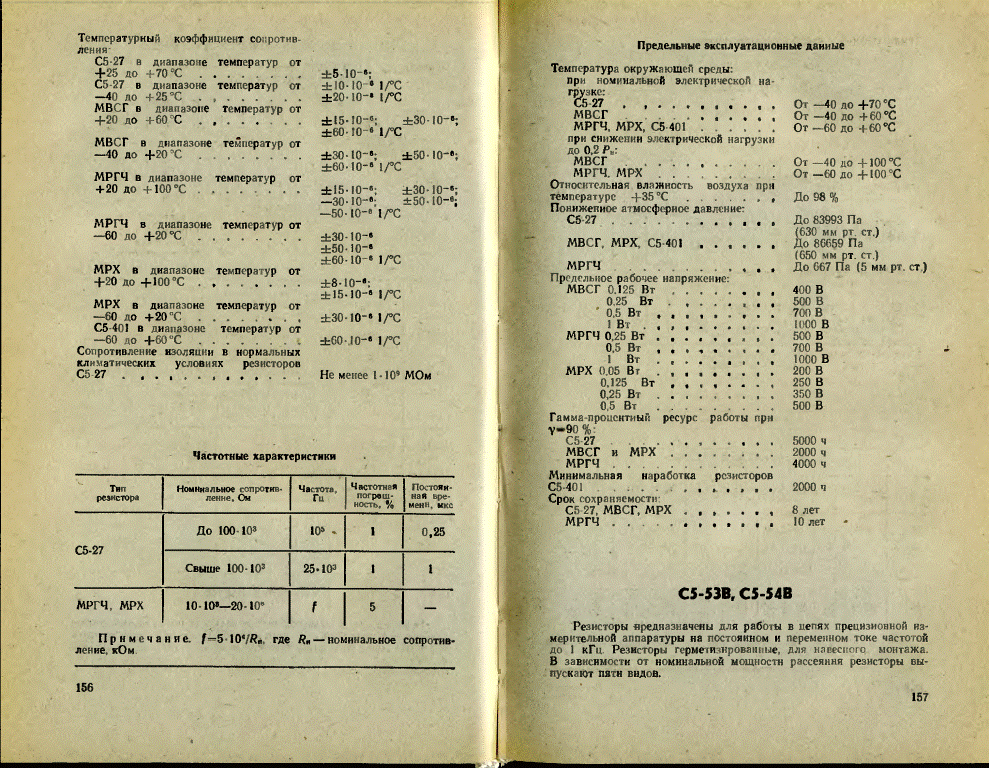 Температурный коэффициент сопротив-
ления·
С5-27 в диапазоне температур от
+25 до +70 °С . . . . . . . . ±5·10⁻⁶;
С5-27 в диапазоне температур от ±10·10⁻⁶ 1/°С
—40 до +25°С . . . . . . . . ±20·10⁻⁶ 1/°С
МВСГ в диапазоне температур от
+20 до +60°С . . . . . . . . ±15·10⁻⁶; ±30·10⁻⁶;
±60·10⁻⁶ 1/°С
МВСГ в диапазоне температур от
—40 до +20°С . . . . . . . . ±30·10⁻⁶; ±50·10⁻⁶;
±60·10⁻⁶ 1/°С
МРГЧ в диапазоне температур от
+20 до +100°С . . . . . . . . ±15·10⁻⁶; ±30·10⁻⁶;
—30·10⁻⁶; ±50·10⁻⁶;
—50·10⁻⁶ 1/°С
МРГЧ в диапазоне температур от
—60 до +20°С . . . . . . . . ±30·10⁻⁶
±50·10⁻⁶
±60·10⁻⁶ 1/°С
МРХ в диапазоне температур от
+20 до +100°С . . . . . . . . ±8·10⁻⁶;
±15·10⁻⁶ 1/°С
МРХ в диапазоне температур от
—60 до +20°С . . . . . . . . ±30·10⁻⁶ 1/°С
С5-401 в диапазоне температур от
—60 до +60°С . . . . . . . . ±60·10⁻⁶ 1/°С
Сопротивление изоляции в нормальных
климатических условиях резисторов
С5-27 . . . . . . . . . . . . Не менее 1·10⁹ МОм
Частотные характеристики
Тип резистора Номинальное сопротив-ление, Ом Частота, Гц Частотная погреш-ность, % Постоян-ная вре-мени, мкс
С5-27 До 100·10³ 10⁵ 1 0,25
Свыше 100·10³ 25·10³ 1 1
МРГЧ, МРХ 10·10³—20·10⁶ f 5 —
Примечание. f=5·10⁶/Rн, где Rн — номинальное сопротив-
ление, кОм
156
Предельные эксплуатационные данные
Температура окружающей среды:
при номинальной электрической на-
грузке:
С5-27 . . . . . . . . . . От —40 до +70°С
МВСГ . . . . . . . . . . От —40 до +60°С
МРГЧ, МРХ, С5-401 . . . . . . От —60 до +60°С
при снижении электрической нагрузки
до 0,2 Рн:
МВСГ . . . . . . . . . . От —40 до +100°С
МРГЧ, МРХ . . . . . . . . От —60 до +100°С
Относительная влажность воздуха при
температуре +35°С . . . . . . . До 98 %
Пониженное атмосферное давление:
С5-27 . . . . . . . . . . До 83993 Па
(630 мм рт. ст.)
МВСГ, МРХ, С5-401 . . . . . . До 86659 Па
(650 мм рт. ст.)
МРГЧ . . . . . . . . . . До 667 Па (5 мм рт. ст.)
Предельное рабочее напряжение:
МВСГ 0,125 Вт . . . . . . . . 400 В
0,25 Вт . . . . . . . . 500 В
0,5 Вт . . . . . . . . 700 В
1 Вт . . . . . . . . 1000 В
МРГЧ 0,25 Вт . . . . . . . . 500 В
0,5 Вт . . . . . . . . 700 В
1 Вт . . . . . . . . 1000 В
МРХ 0,05 Вт . . . . . . . . 200 В
0,125 Вт . . . . . . . . 250 В
0,25 Вт . . . . . . . . 350 В
0,5 Вт . . . . . . . . 500 В
Гамма-процентный ресурс работы при
γ=90 %:
С5-27 . . . . . . . . . . 5000 ч
МВСГ и МРХ . . . . . . . . 2000 ч
МРГЧ . . . . . . . . . . 4000 ч
Минимальная наработка резисторов
С5-401 . . . . . . . . . . 2000 ч
Срок сохраняемости:
С5-27, МВСГ, МРХ . . . . . . 8 лет
МРГЧ . . . . . . . . . . 10 лет
С5-53В, С5-54В
Резисторы предназначены для работы в цепях прецизионной из-
мерительной аппаратуры на постоянном и переменном токе частотой
до 1 кГц. Резисторы герметизированные, для навесного монтажа.
В зависимости от номинальной мощности рассеяния резисторы вы-
пускают пяти видов.
157